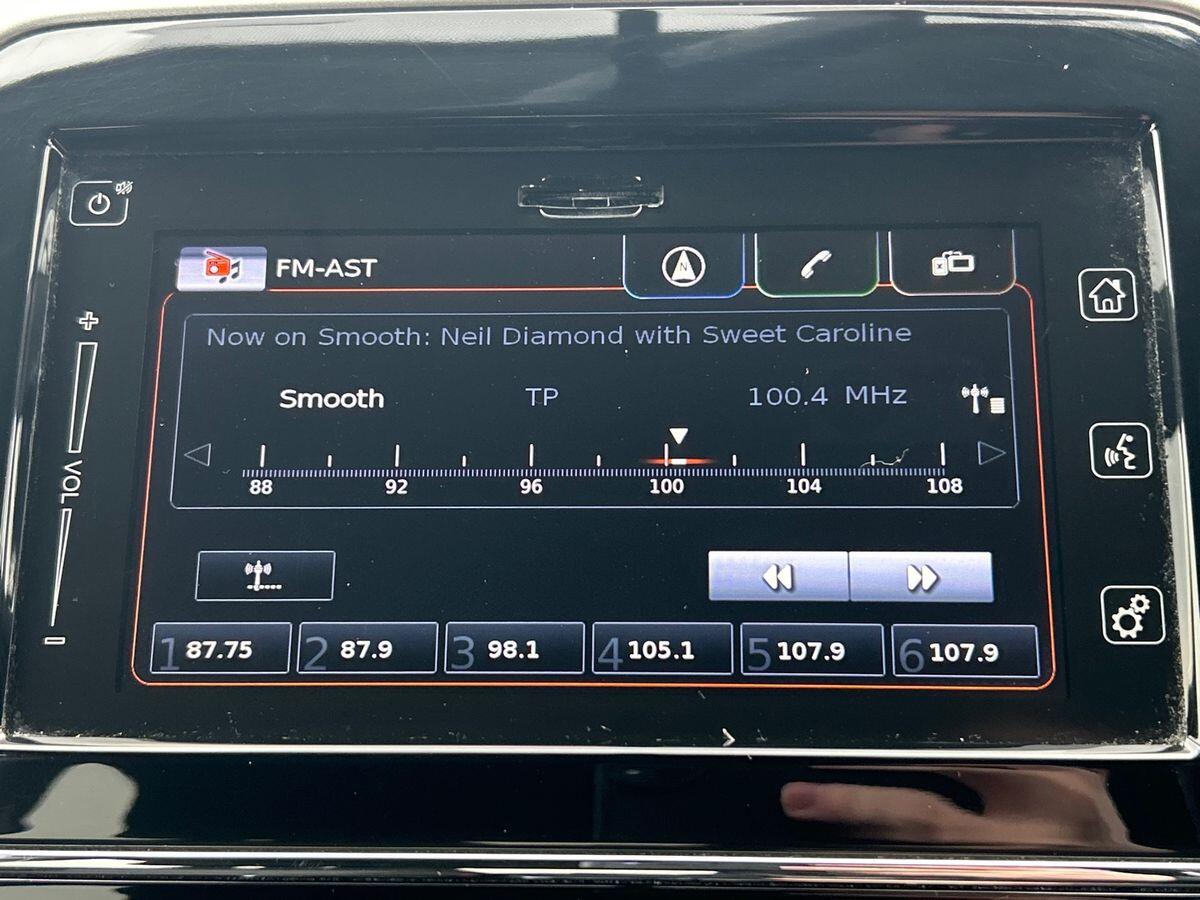 FM-AST
N
Now on Smooth: Neil Diamond with Sweet Caroline
Smooth TP 100.4 MHz
VOL
88 92 96 100 104 108
1 87.75 2 87.9 3 98.1 4 105.1 5 107.9 6 107.9